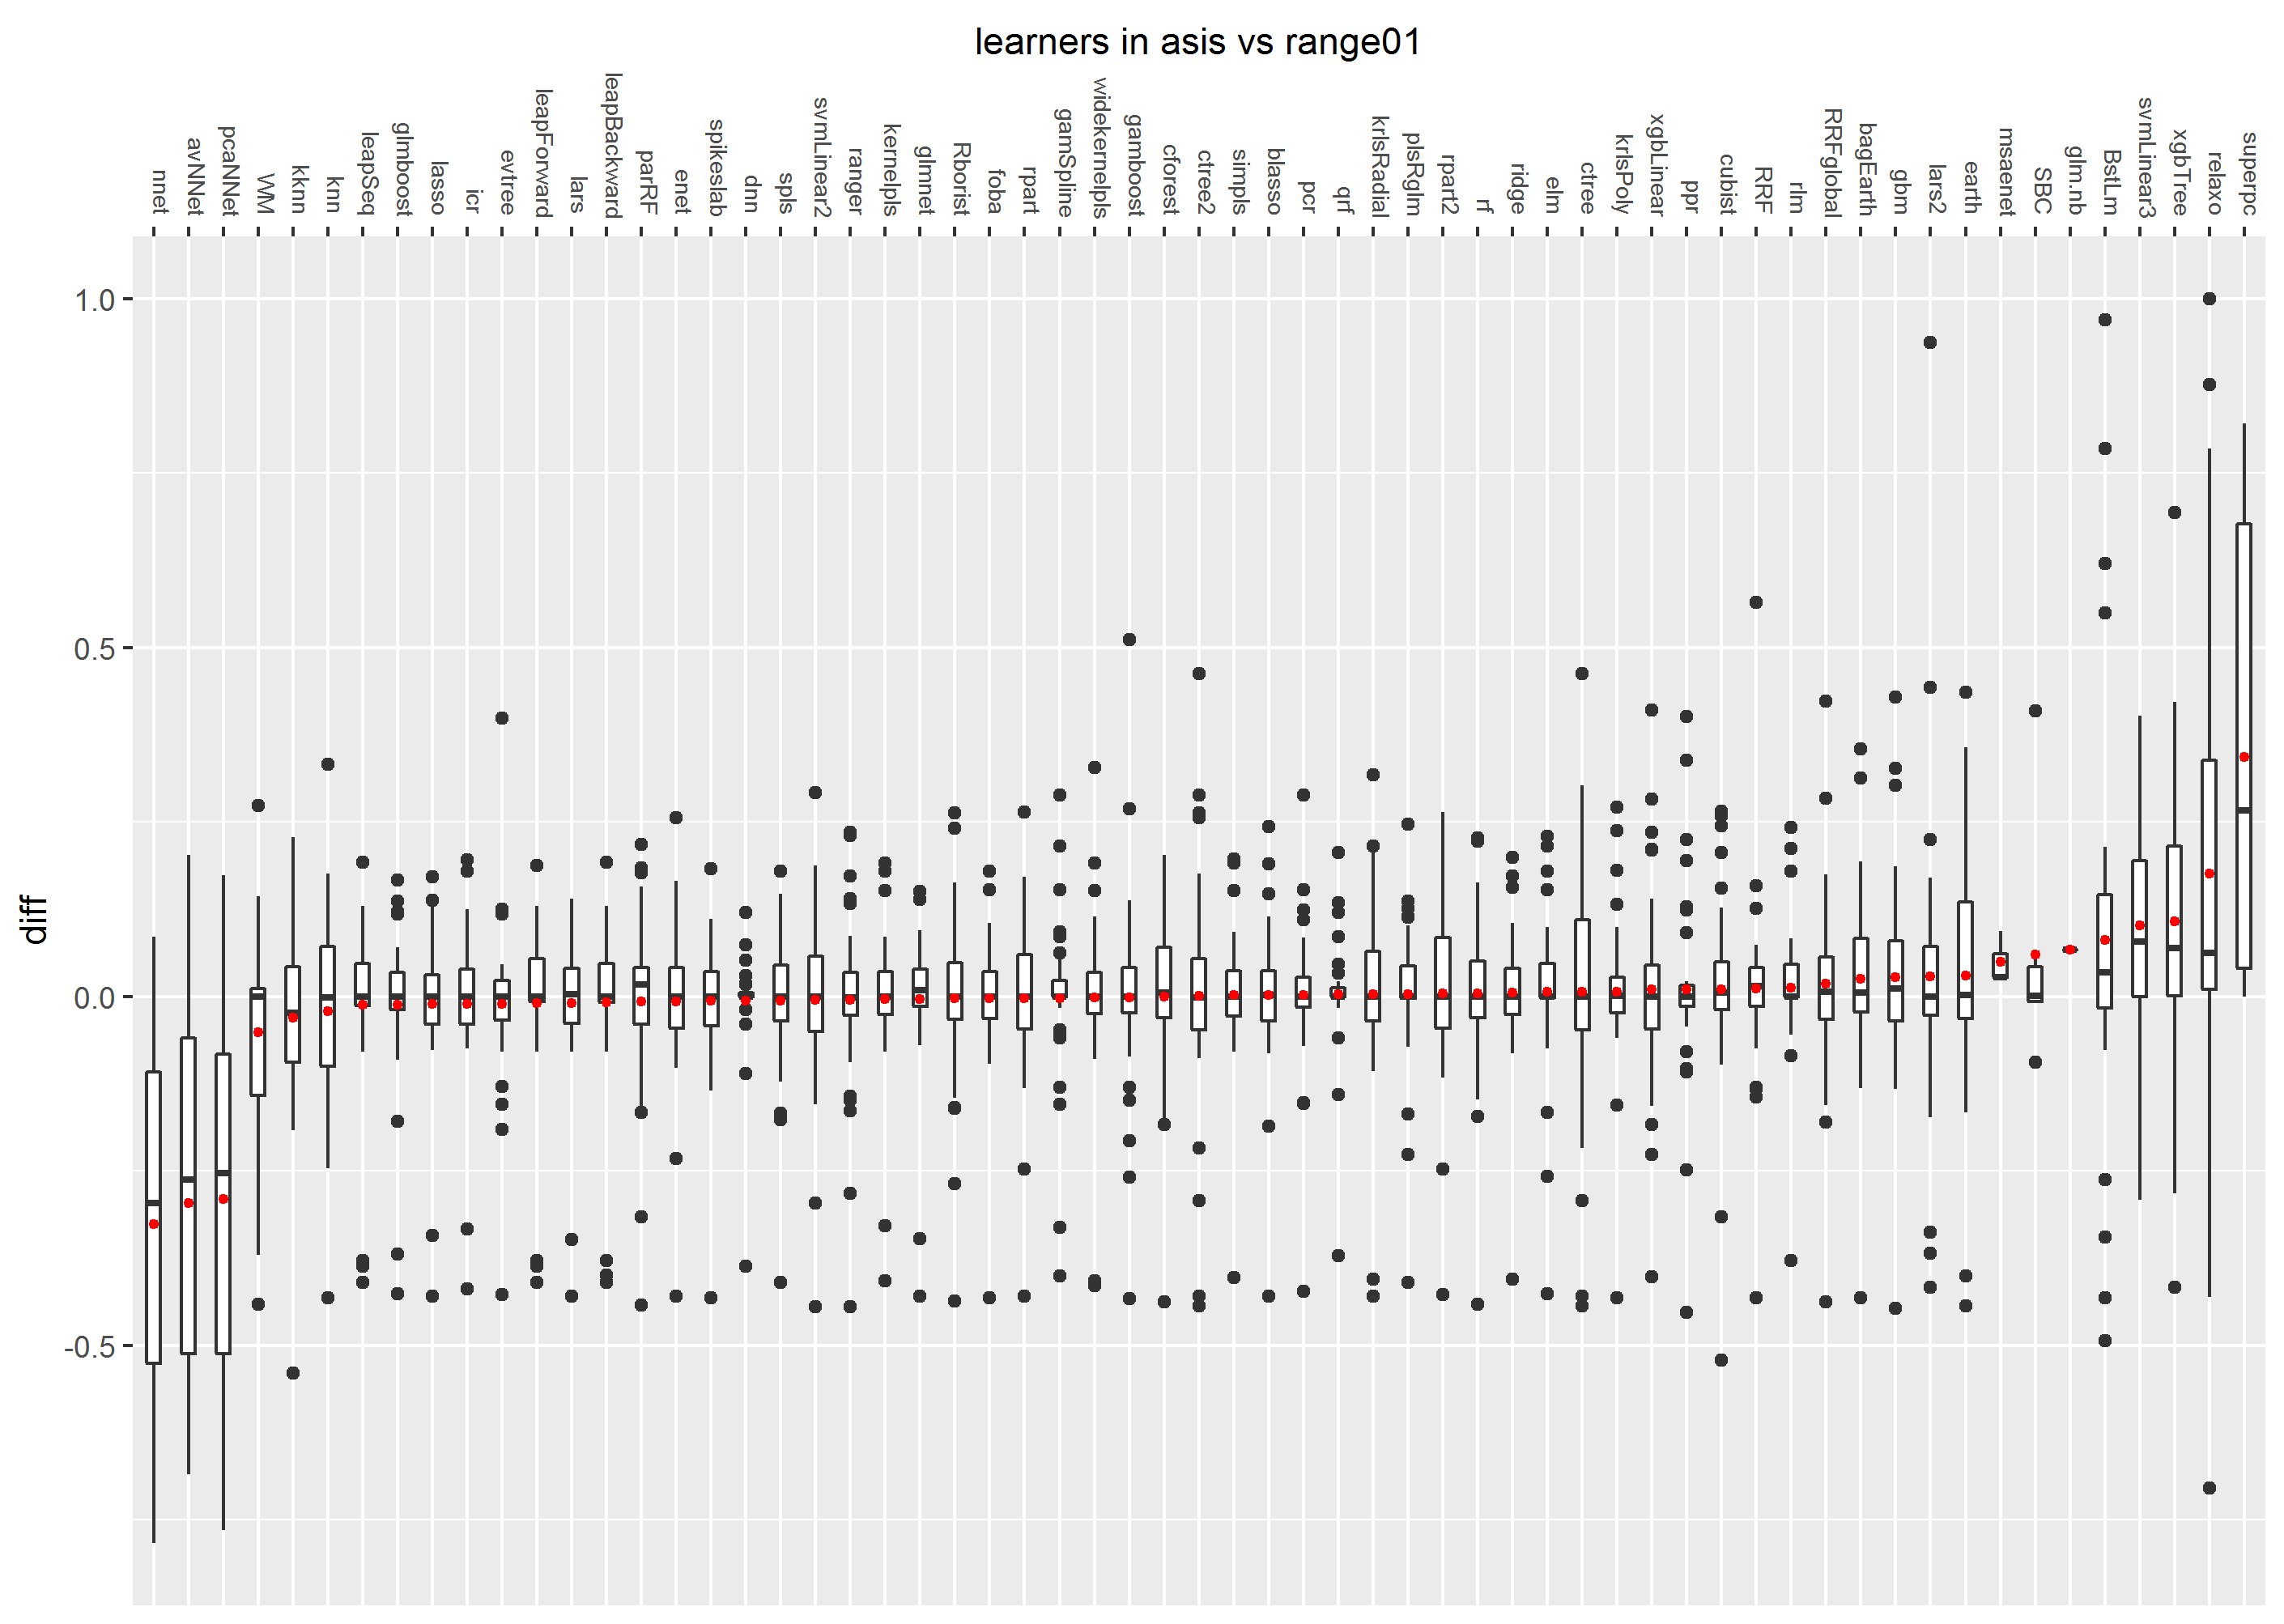 learners in asis vs range01
nnet
avNNet
pcaNNet
WM
kknn
knn
leapSeq
glmboost
lasso
icr
evtree
leapForward
lars
leapBackward
parRF
enet
spikeslab
dnn
spls
svmLinear2
ranger
kernelpls
glmnet
Rborist
foba
rpart
gamSpline
widekernelpls
gamboost
cforest
ctree2
simpls
blasso
pcr
qrf
krlsRadial
plsRglm
rpart2
rf
ridge
elm
ctree
krlsPoly
xgbLinear
ppr
cubist
RRF
rlm
RRFglobal
bagEarth
gbm
lars2
earth
msaenet
SBC
glm.nb
BstLm
svmLinear3
xgbTree
relaxo
superpc
1.0
0.5
0.0
-0.5
diff